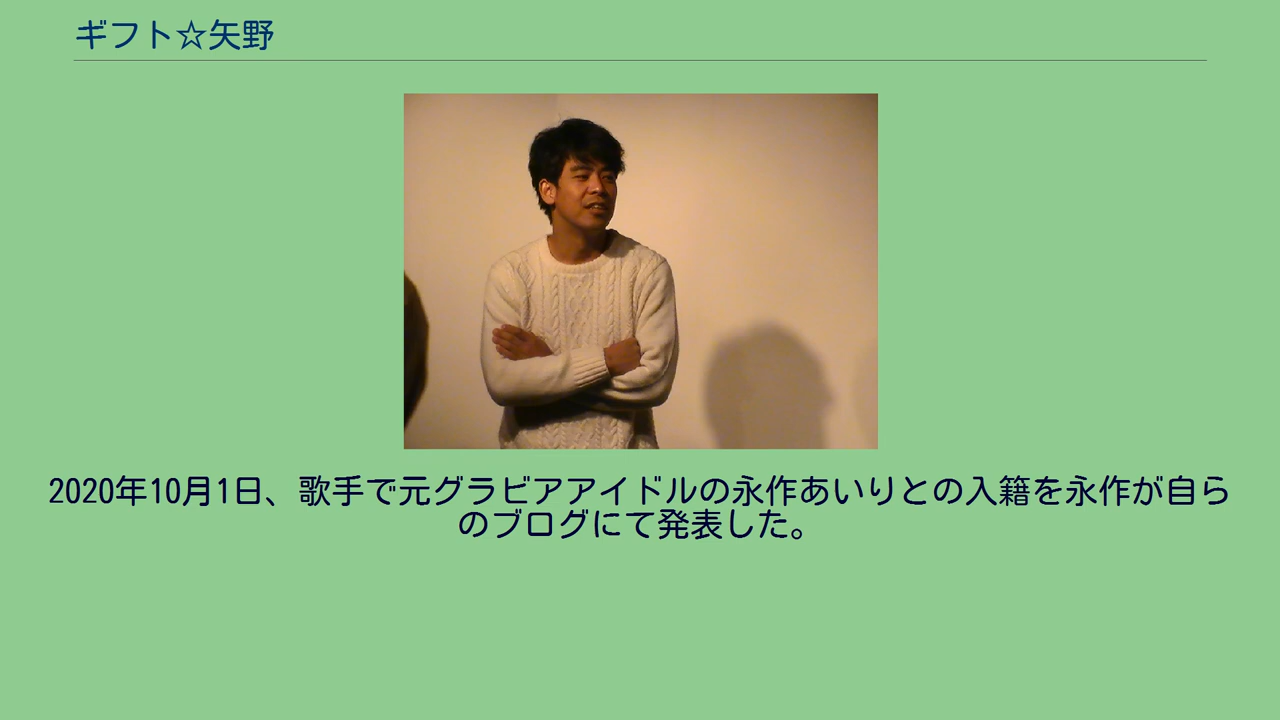 ギフト☆矢野
2020年10月1日、歌手で元グラビアアイドルの永作あいりとの入籍を永作が自ら
のブログにて発表した。